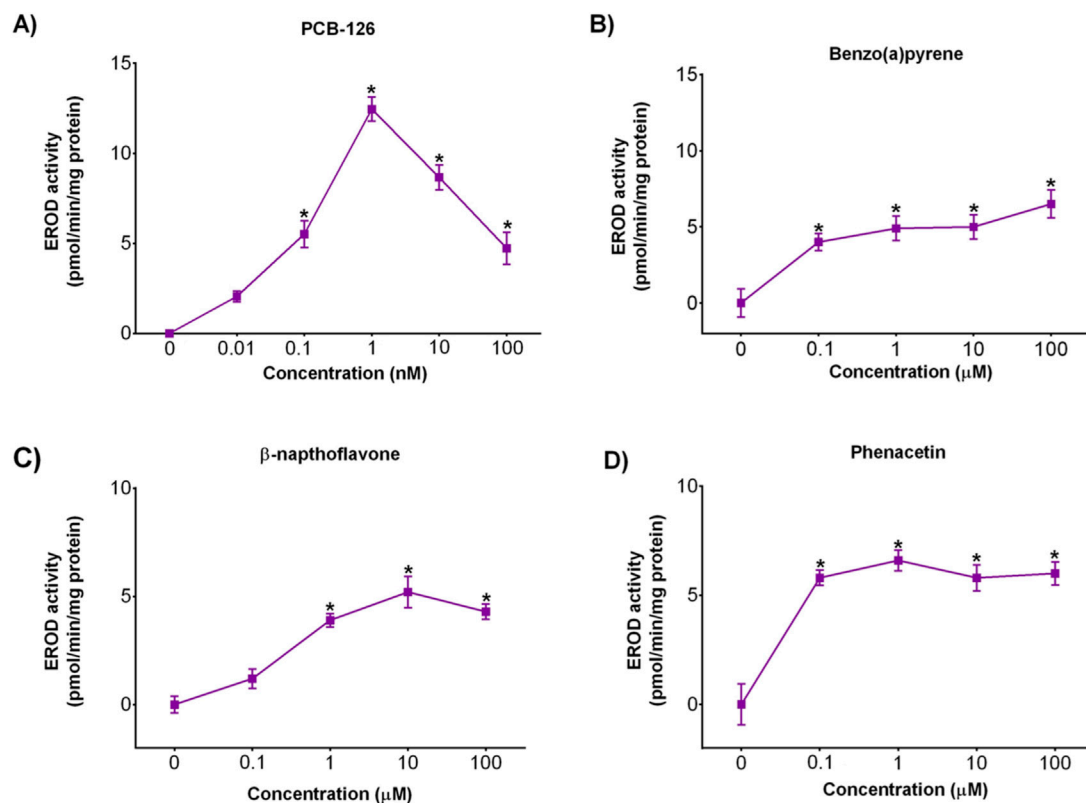 A)
PCB-126
EROD activity
(pmol/min/mg protein)
15
10
5
0
*
*
*
*
0 0.01 0.1 1 10 100
Concentration (nM)
B)
Benzo(a)pyrene
EROD activity
(pmol/min/mg protein)
15
10
5
0
*
*
*
*
0 0.1 1 10 100
Concentration (μM)
C)
β-napthoflavone
EROD activity
(pmol/min/mg protein)
10
5
0
*
*
*
0 0.1 1 10 100
Concentration (μM)
D)
Phenacetin
EROD activity
(pmol/min/mg protein)
10
5
0
*
*
*
*
0 0.1 1 10 100
Concentration (μM)